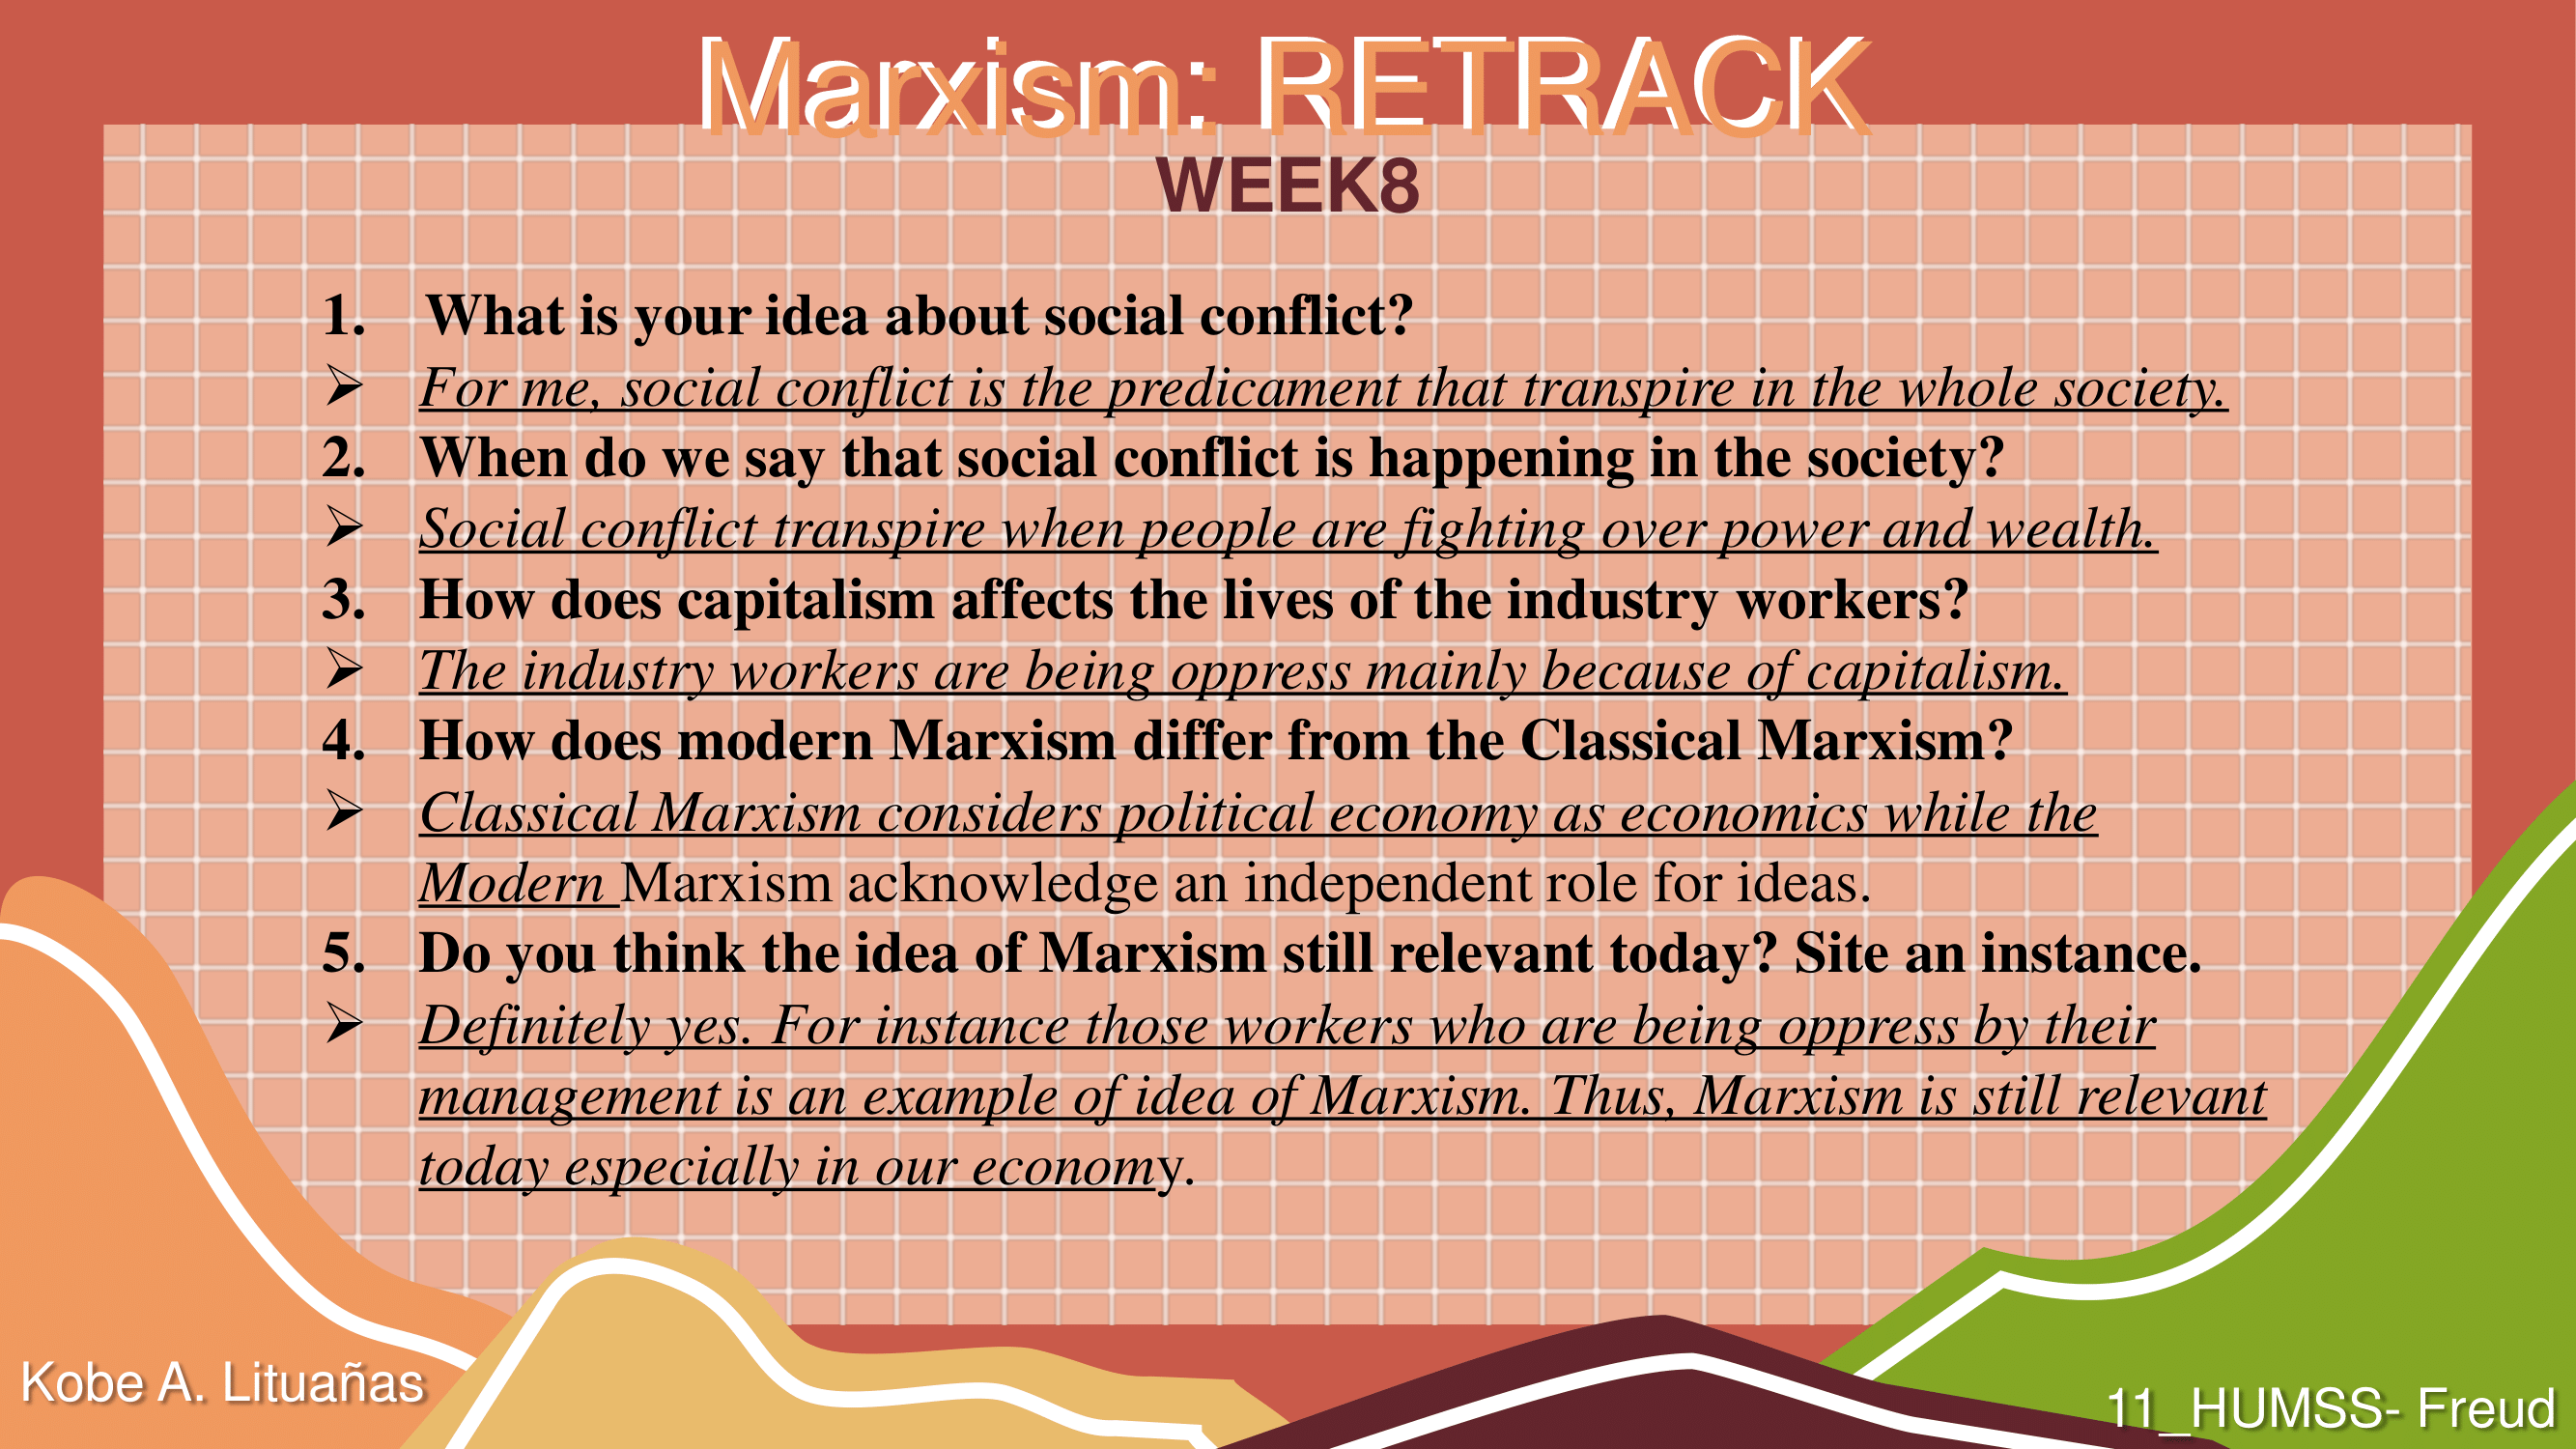 Marxism: RETRACK
WEEK8
1. What is your idea about social conflict?
➢ For me, social conflict is the predicament that transpire in the whole society.
2. When do we say that social conflict is happening in the society?
➢ Social conflict transpire when people are fighting over power and wealth.
3. How does capitalism affects the lives of the industry workers?
➢ The industry workers are being oppress mainly because of capitalism.
4. How does modern Marxism differ from the Classical Marxism?
➢ Classical Marxism considers political economy as economics while the
Modern Marxism acknowledge an independent role for ideas.
5. Do you think the idea of Marxism still relevant today? Site an instance.
➢ Definitely yes. For instance those workers who are being oppress by their
management is an example of idea of Marxism. Thus, Marxism is still relevant
today especially in our economy.
Kobe A. Lituañas
11_HUMSS- Freud